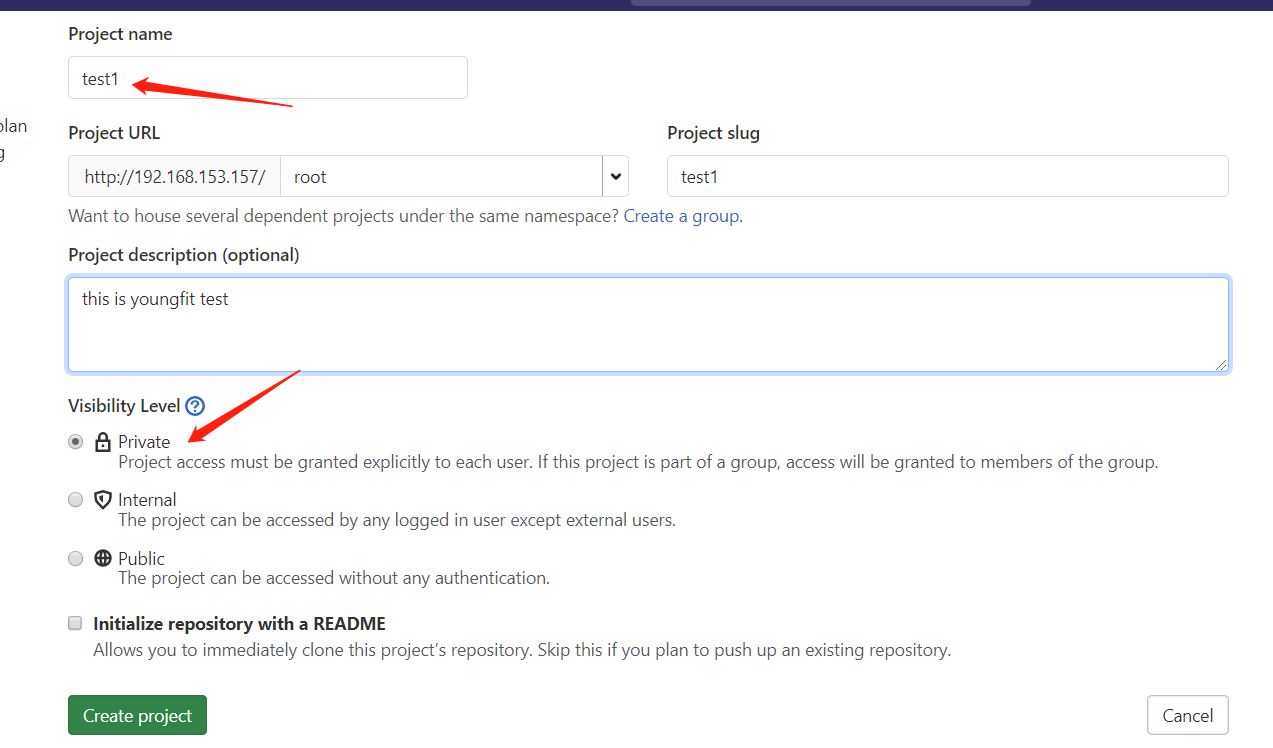 Project name
test1
plan
g
Project URL
Project slug
http://192.168.153.157/ root
test1
Want to house several dependent projects under the same namespace? Create a group.
Project description (optional)
this is youngfit test
Visibility Level ?
Private
Project access must be granted explicitly to each user. If this project is part of a group, access will be granted to members of the group.
Internal
The project can be accessed by any logged in user except external users.
Public
The project can be accessed without any authentication.
Initialize repository with a README
Allows you to immediately clone this project's repository. Skip this if you plan to push up an existing repository.
Create project
Cancel